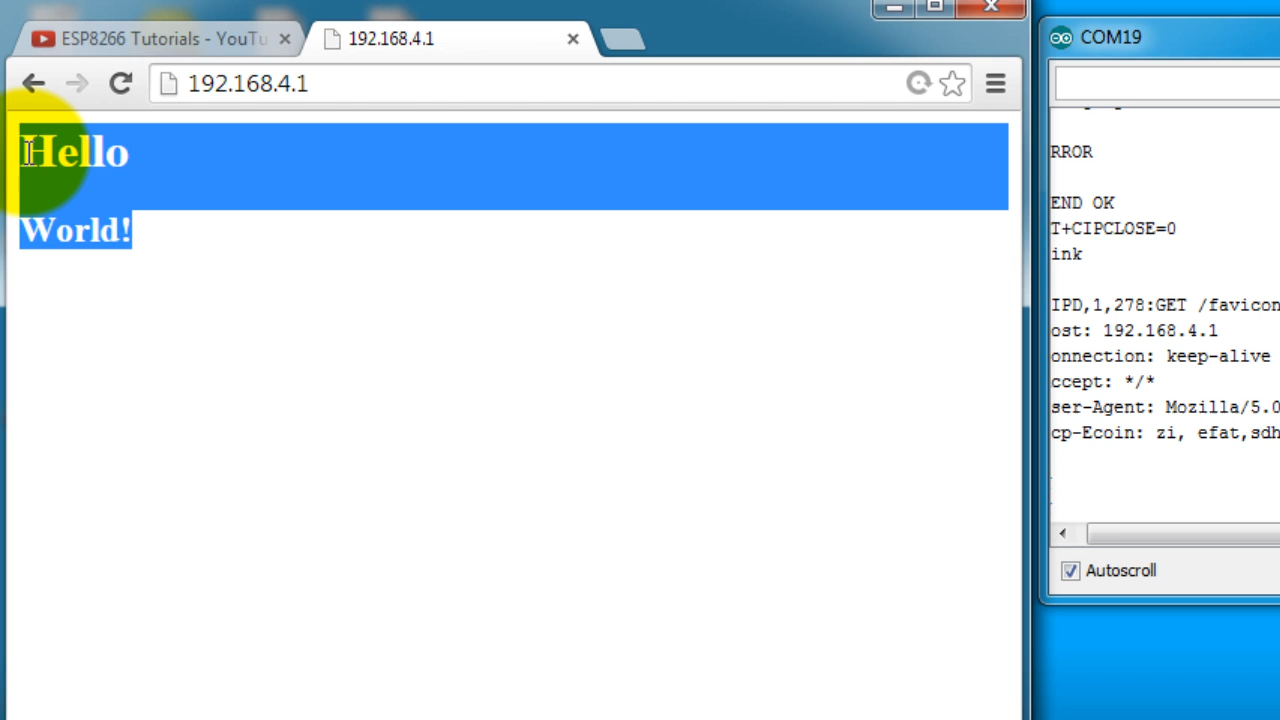 ESP8266 Tutorials - YouTu
192.168.4.1
192.168.4.1
Hello
World!
COM19
RROR
END OK
T+CIPCLOSE=0
ink
IPD,1,278:GET /favicon
ost: 192.168.4.1
onnection: keep-alive
ccept: */*
ser-Agent: Mozilla/5.0
cp-Ecoin: zi, efat,sdh
Autoscroll